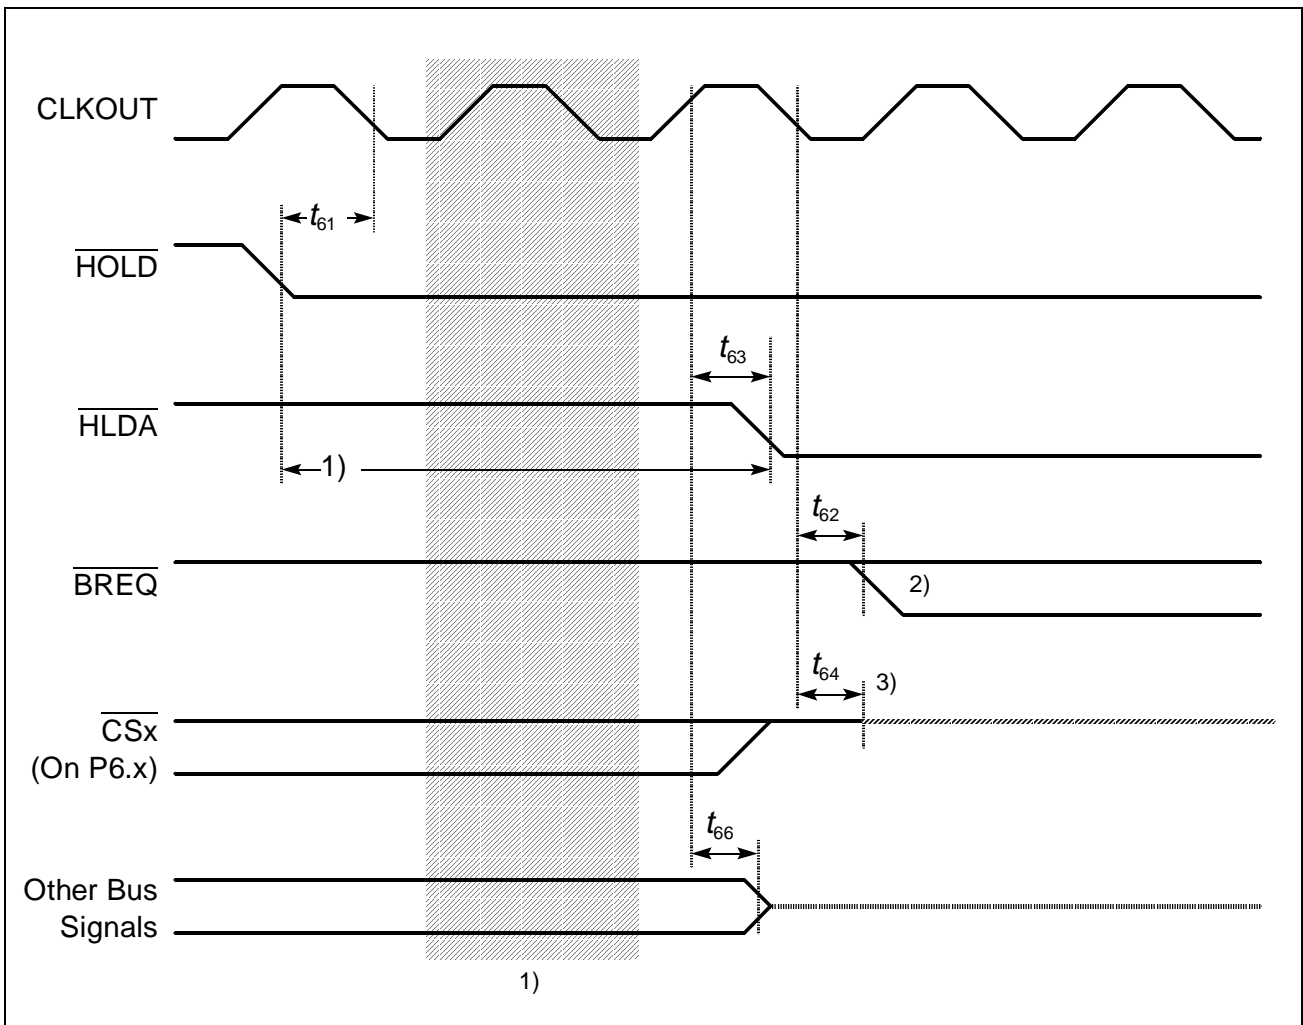 CLKOUT
t61
HOLD
t63
HLDA
1)
t62
BREQ
2)
t64
3)
CSx
(On P6.x)
t66
Other Bus
Signals
1)